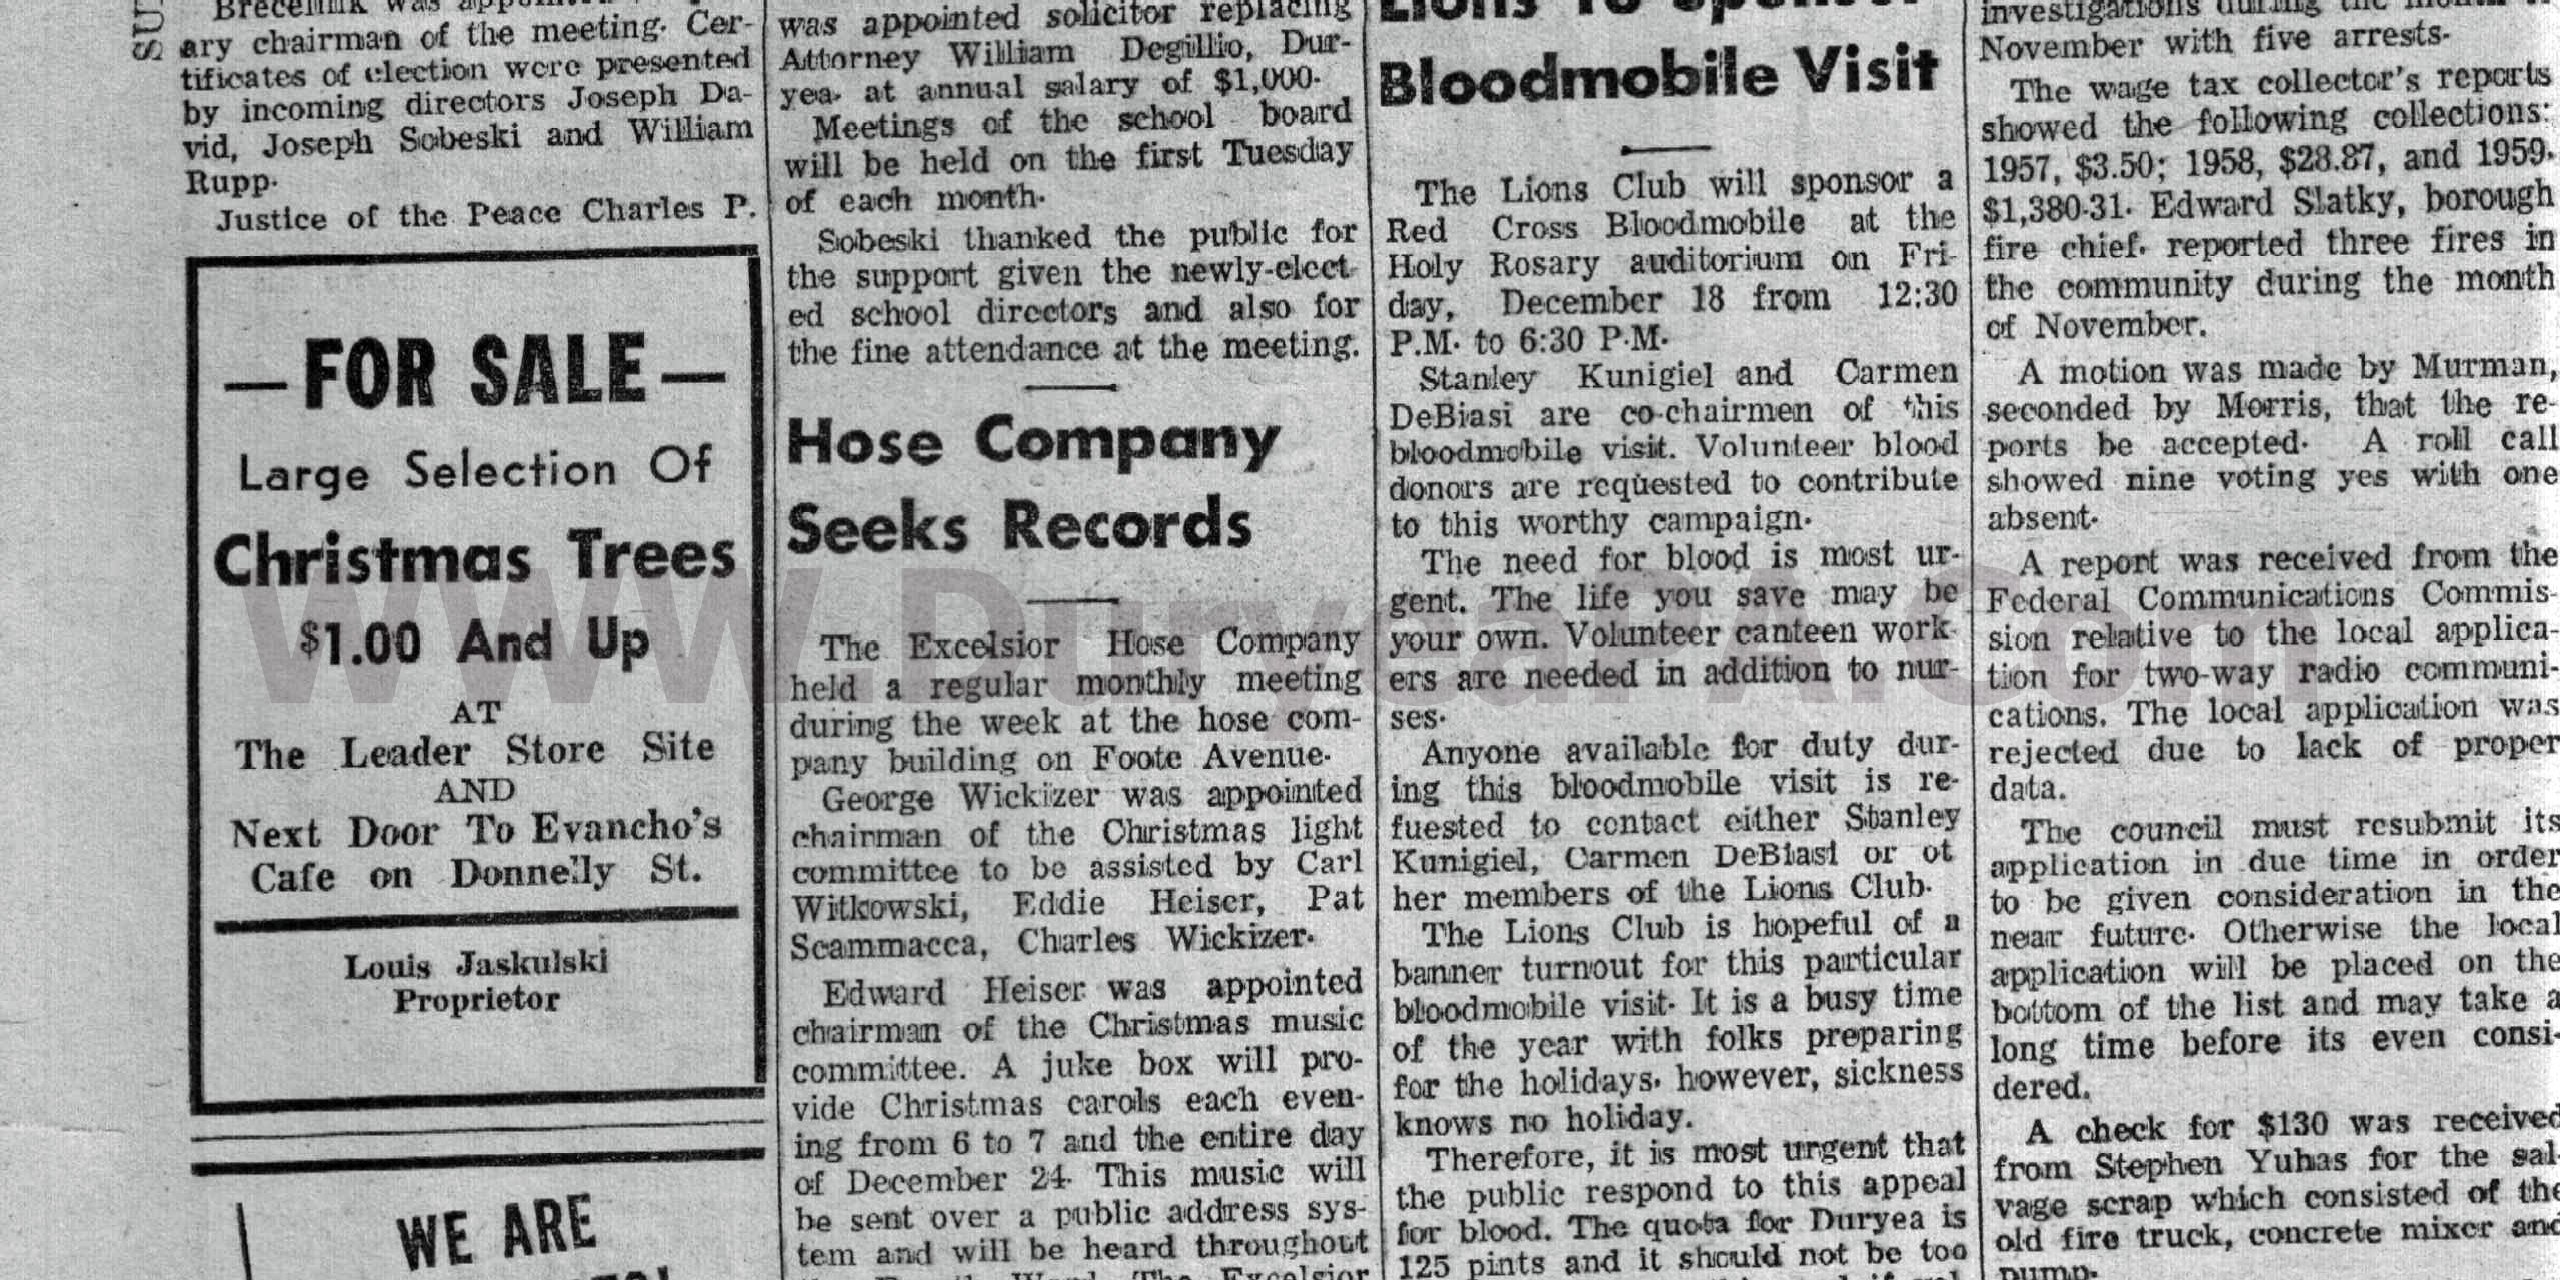 SU
Brecelnik was
ary chairman of the meeting. Cer-
tificates of election were presented
by incoming directors Joseph Da-
vid, Joseph Sobeski and William
Rupp.
Justice of the Peace Charles P.
— FOR SALE —
Large Selection Of
Christmas Trees
$1.00 And Up
AT
The Leader Store Site
AND
Next Door To Evancho's
Cafe on Donnelly St.
Louis Jaskulski
Proprietor
WE ARE
was appointed solicitor replacing
Attorney William Degillio, Dur-
yea. at annual salary of $1,000.
Meetings of the school board
will be held on the first Tuesday
of each month.
Sobeski thanked the public for
the support given the newly-elect-
ed school directors and also for
the fine attendance at the meeting.
Hose Company
Seeks Records
The Excelsior Hose Company
held a regular monthly meeting
during the week at the hose com-
pany building on Foote Avenue.
George Wickizer was appointed
chairman of the Christmas light
committee to be assisted by Carl
Witkowski, Eddie Heiser, Pat
Scammacca, Charles Wickizer.
Edward Heiser was appointed
chairman of the Christmas music
committee. A juke box will pro-
vide Christmas carols each even-
ing from 6 to 7 and the entire day
of December 24. This music will
be sent over a public address sys-
tem and will be heard throughout
The Excelsior
Lions To Sponsor
Bloodmobile Visit
The Lions Club will sponsor a
Red Cross Bloodmobile at the
Holy Rosary auditorium on Fri-
day, December 18 from 12:30
P.M. to 6:30 P.M.
Stanley Kunigiel and Carmen
DeBiasi are co-chairmen of this
bloodmobile visit. Volunteer blood
donors are requested to contribute
to this worthy campaign.
The need for blood is most ur-
gent. The life you save may be
your own. Volunteer canteen work-
ers are needed in addition to nur-
ses.
Anyone available for duty dur-
ing this bloodmobile visit is re-
fuested to contact either Stanley
Kunigiel, Carmen DeBiasi or ot
her members of the Lions Club.
The Lions Club is hopeful of a
banner turnout for this particular
bloodmobile visit. It is a busy time
of the year with folks preparing
for the holidays. however, sickness
knows no holiday.
Therefore, it is most urgent that
the public respond to this appeal
for blood. The quota for Duryea is
125 pints and it should not be too
investigations during the month
November with five arrests.
The wage tax collector's reports
showed the following collections:
1957, $3.50; 1958, $28.87, and 1959.
$1,380.31. Edward Slatky, borough
fire chief. reported three fires in
the community during the month
of November.
A motion was made by Murman,
seconded by Morris, that the re-
ports be accepted. A roll call
showed nine voting yes with one
absent.
A report was received from the
Federal Communications Commis-
sion relative to the local applica-
tion for two-way radio communi-
cations. The local application was
rejected due to lack of proper
data.
The council must resubmit its
application in due time in order
to be given consideration in the
near future. Otherwise the local
application will be placed on the
bottom of the list and may take a
long time before its even consi-
dered.
A check for $130 was received
from Stephen Yuhas for the sal-
vage scrap which consisted of the
old fire truck, concrete mixer and
pump.
WWW.DuryeaPA.com